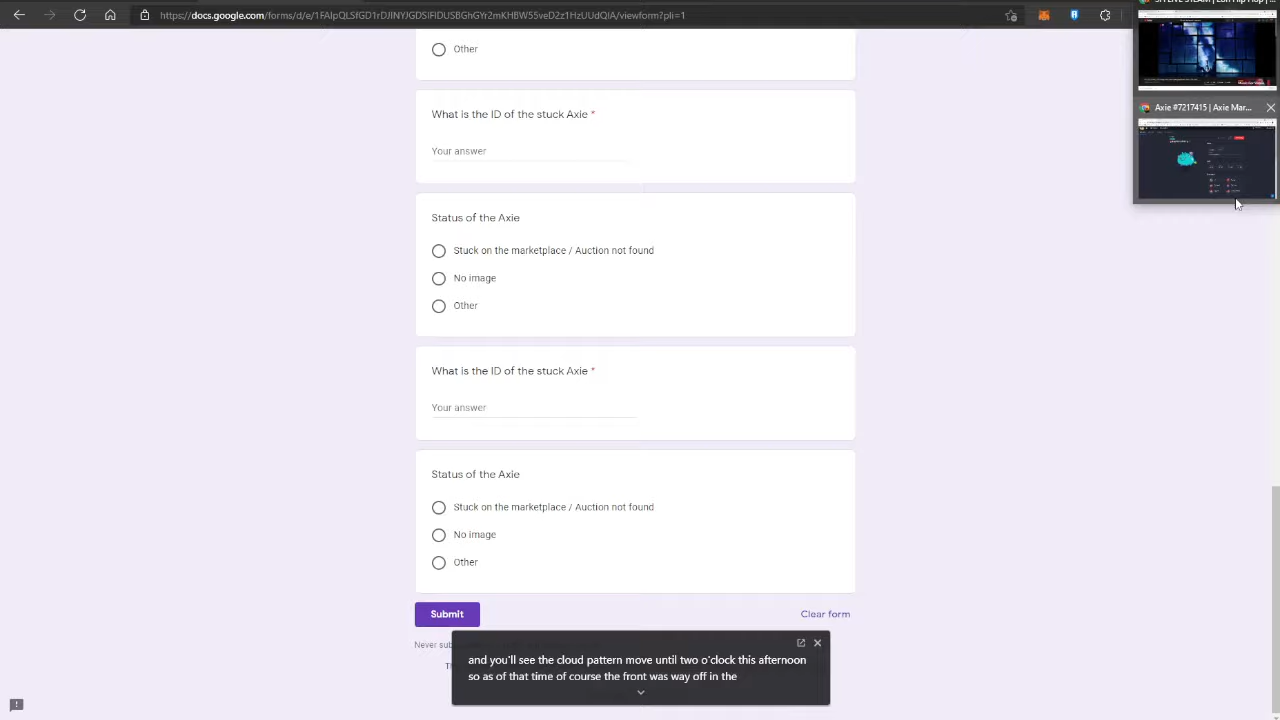 https://docs.google.com/forms/d/e/
/viewform?pli=1
Axie #7217415 | Axie Mar...
Other
What is the ID of the stuck Axie *
Your answer
Status of the Axie
Stuck on the marketplace / Auction not found
No image
Other
What is the ID of the stuck Axie *
Your answer
Status of the Axie
Stuck on the marketplace / Auction not found
No image
Other
Submit
Clear form
Never sub
and you'll see the cloud pattern move until two o'clock this afternoon
so as of that time of course the front was way off in the